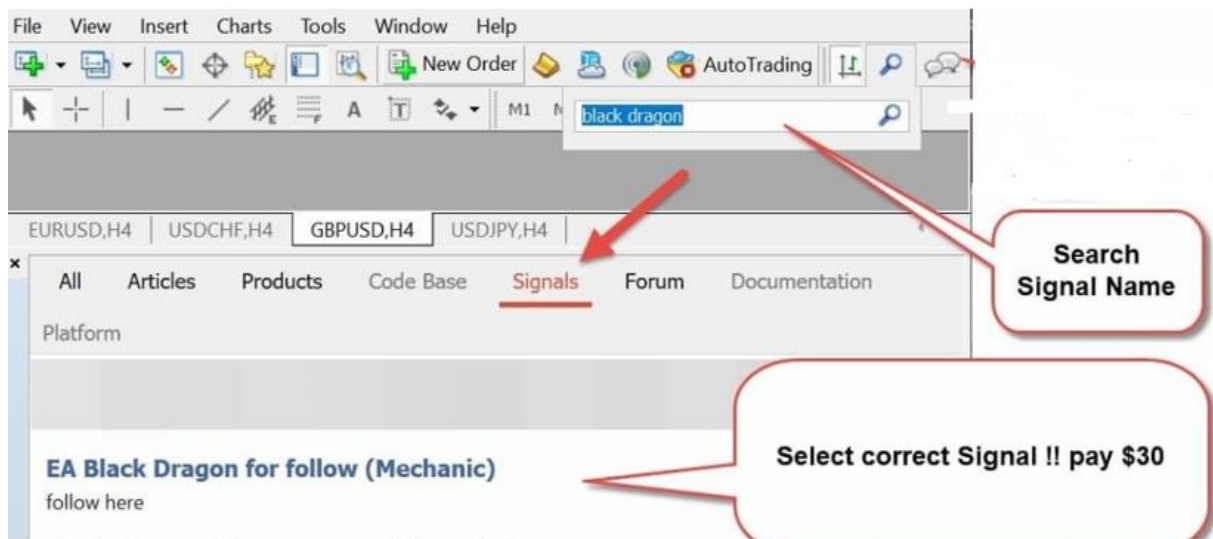 File View Insert Charts Tools Window Help
New Order AutoTrading
A T M1
black dragon
EURUSD,H4 USDCHF,H4 GBPUSD,H4 USDJPY,H4
Search
Signal Name
All Articles Products Code Base Signals Forum Documentation
Platform
Select correct Signal !! pay $30
EA Black Dragon for follow (Mechanic)
follow here